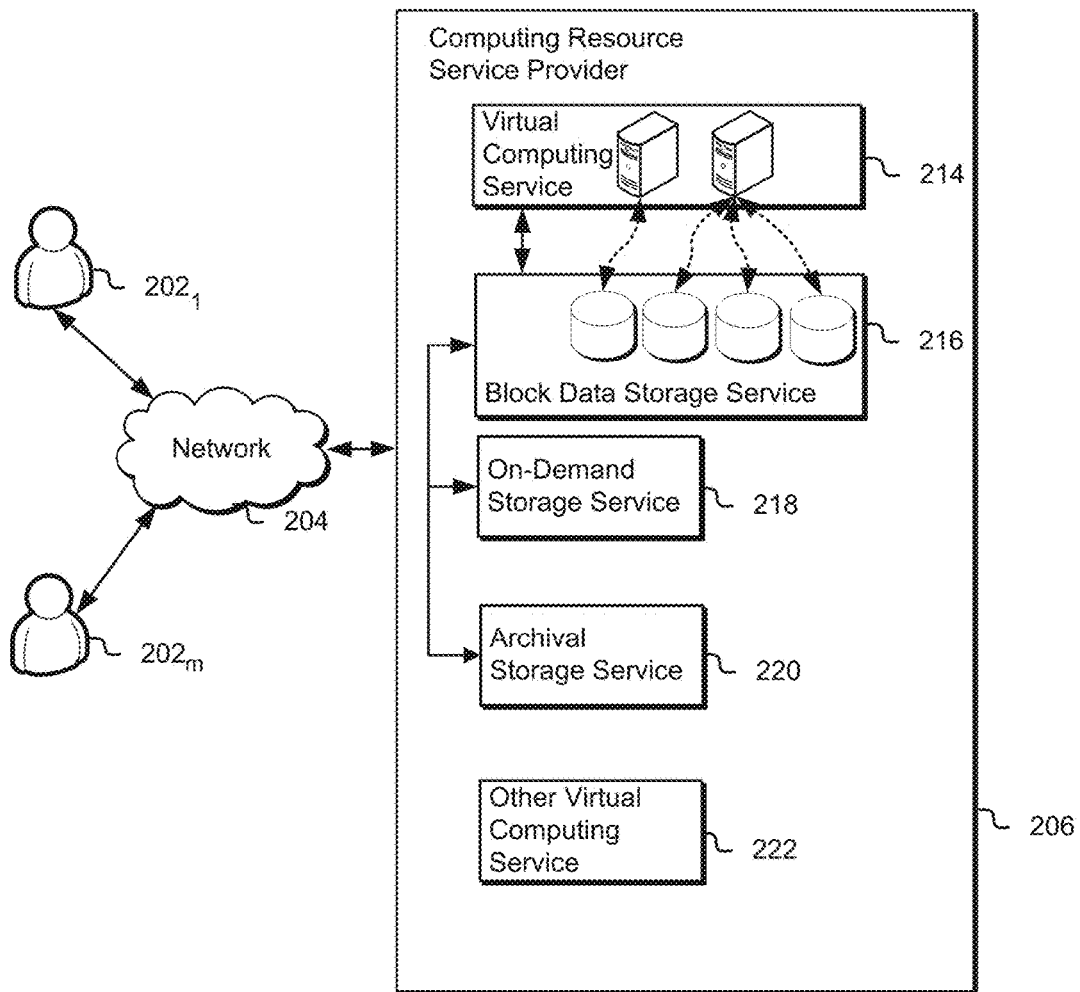 Computing Resource
Service Provider
Virtual
Computing
Service
214
202₁
216
Block Data Storage Service
Network
On-Demand
Storage Service
218
204
202ₘ
Archival
Storage Service
220
Other Virtual
Computing
Service
222
206